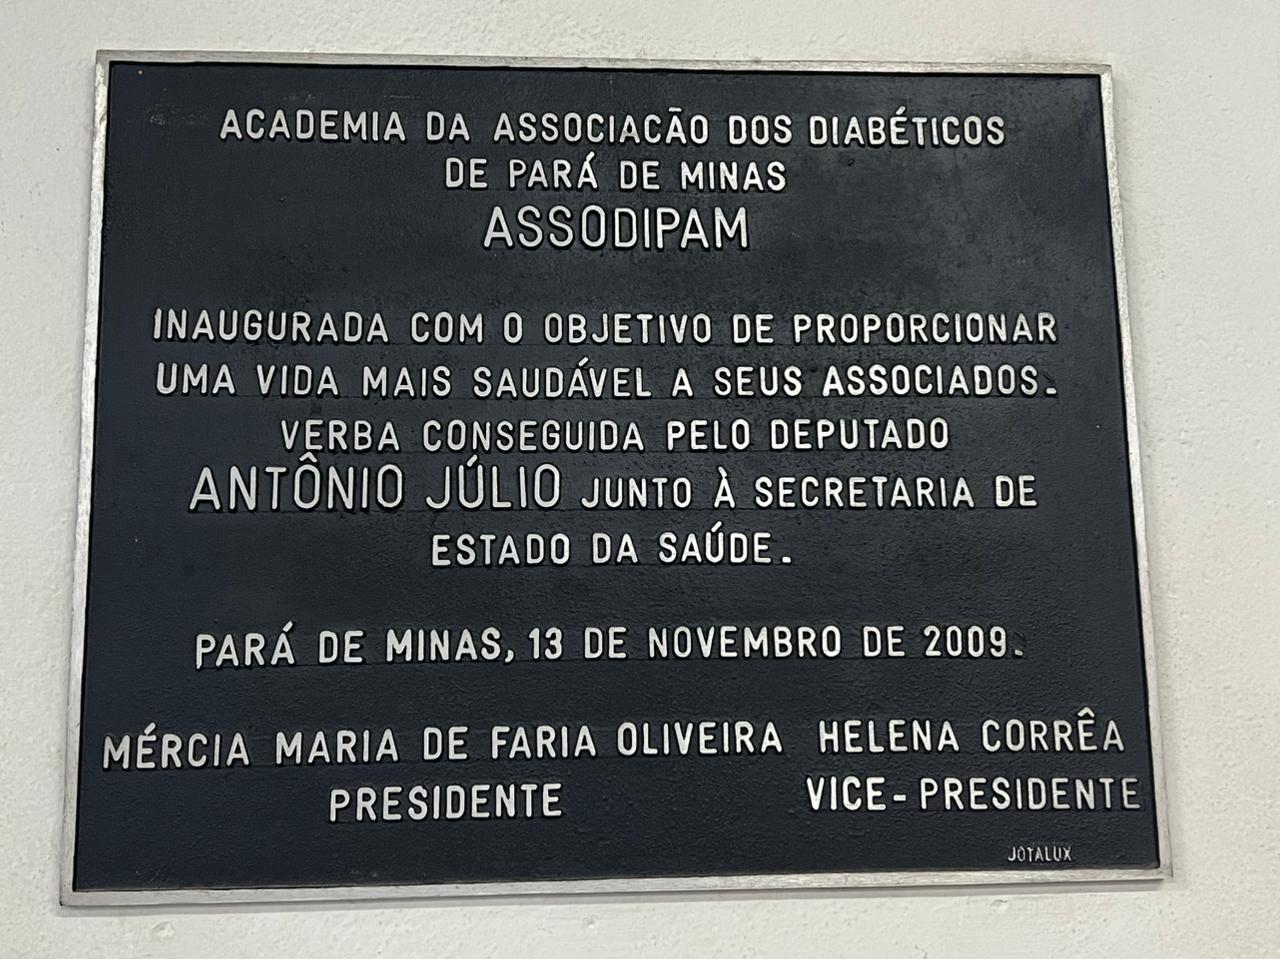 ACADEMIA DA ASSOCIACÃO DOS DIABÉTICOS
DE PARÁ DE MINAS
ASSODIPAM
INAUGURADA COM O OBJETIVO DE PROPORCIONAR
UMA VIDA MAIS SAUDÁVEL A SEUS ASSOCIADOS.
VERBA CONSEGUIDA PELO DEPUTADO
ANTÔNIO JÚLIO JUNTO À SECRETARIA DE
ESTADO DA SAÚDE.
PARÁ DE MINAS, 13 DE NOVEMBRO DE 2009.
MÉRCIA MARIA DE FARIA OLIVEIRA HELENA CORRÊA
PRESIDENTE VICE-PRESIDENTE
JOTALUX